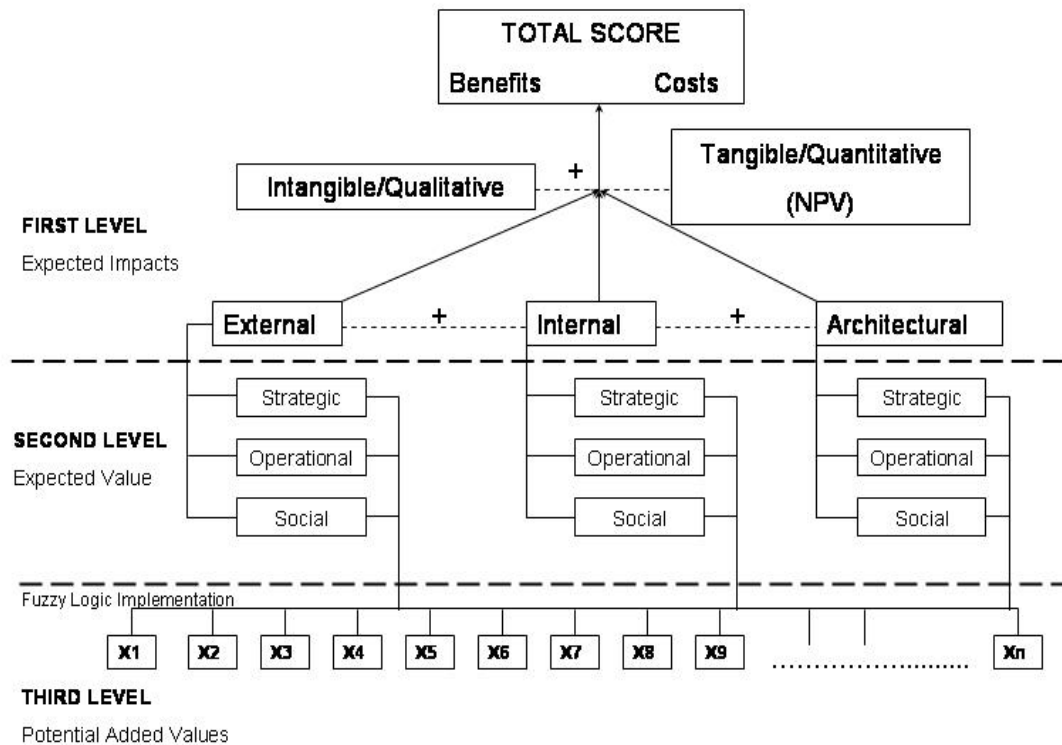 TOTAL SCORE
Benefits Costs
+
Intangible/Qualitative
Tangible/Quantitative
(NPV)
FIRST LEVEL
Expected Impacts
External + Internal + Architectural
Strategic Strategic Strategic
SECOND LEVEL
Operational Operational Operational
Expected Value
Social Social Social
Fuzzy Logic Implementation
X1 X2 X3 X4 X5 X6 X7 X8 X9 ........................... Xn
THIRD LEVEL
Potential Added Values